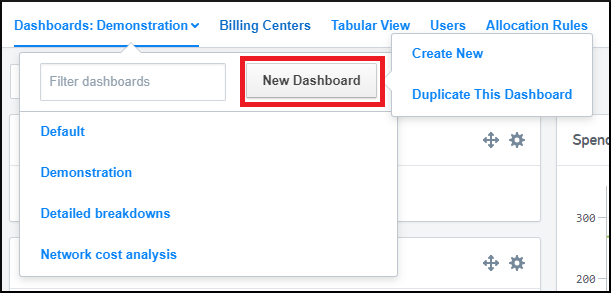 Dashboards: Demonstration Billing Centers Tabular View Users Allocation Rules
Filter dashboards
New Dashboard
Create New
Duplicate This Dashboard
Default
Demonstration
Detailed breakdowns
Network cost analysis
Spend
300
200